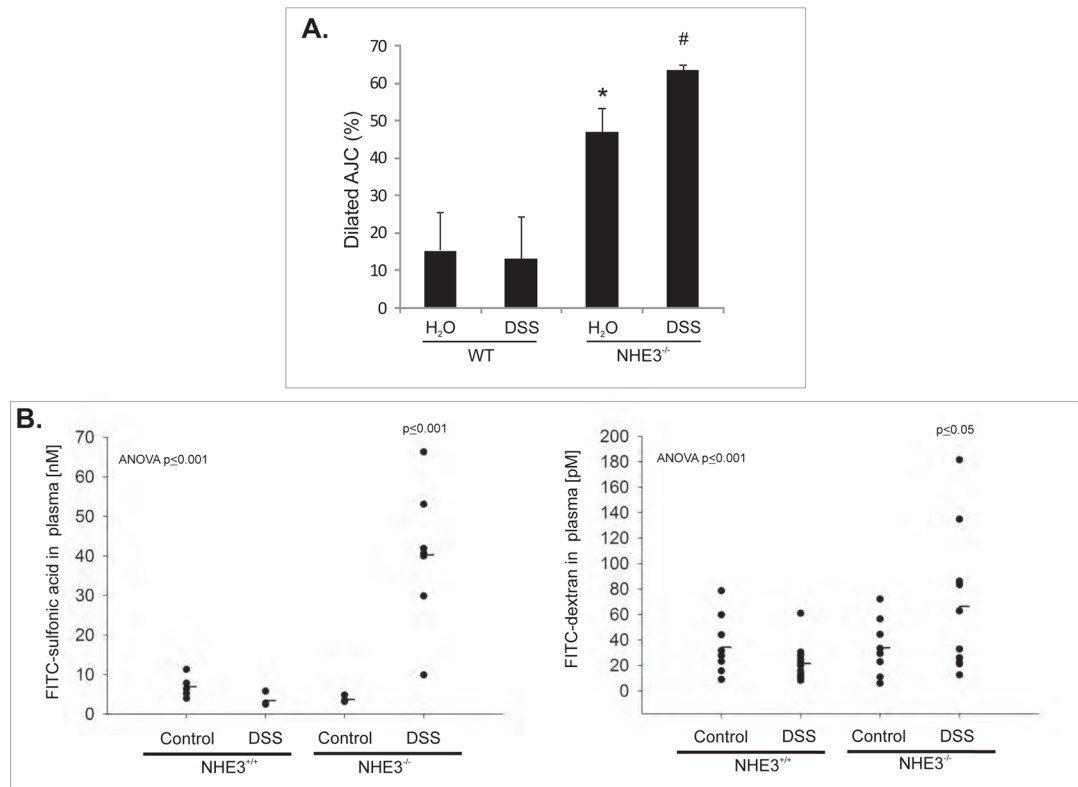 A.
Dilated AJC (%)
70
60
50
40
30
20
10
0
*
#
H₂O DSS H₂O DSS
WT NHE3⁻/⁻
B.
FITC-sulfonic acid in plasma [nM]
70
60
50
40
30
20
10
0
ANOVA p≤0.001
p≤0.001
Control DSS Control DSS
NHE3⁺/⁺ NHE3⁻/⁻
FITC-dextran in plasma [pM]
200
180
160
140
120
100
80
60
40
20
0
ANOVA p≤0.001
p≤0.05
Control DSS Control DSS
NHE3⁺/⁺ NHE3⁻/⁻